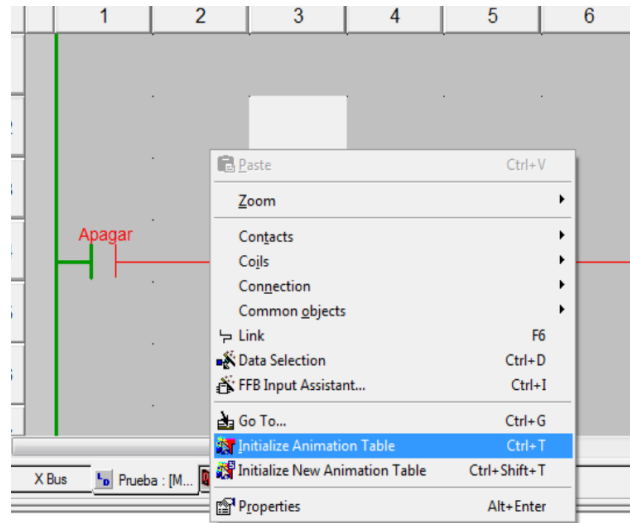 1 2 3 4 5 6
Paste Ctrl+V
Zoom
Apagar
Contacts
Coils
Connection
Common objects
Link F6
Data Selection Ctrl+D
FFB Input Assistant... Ctrl+I
Go To... Ctrl+G
Initialize Animation Table Ctrl+T
Initialize New Animation Table Ctrl+Shift+T
X Bus Prueba : [M...
Properties Alt+Enter